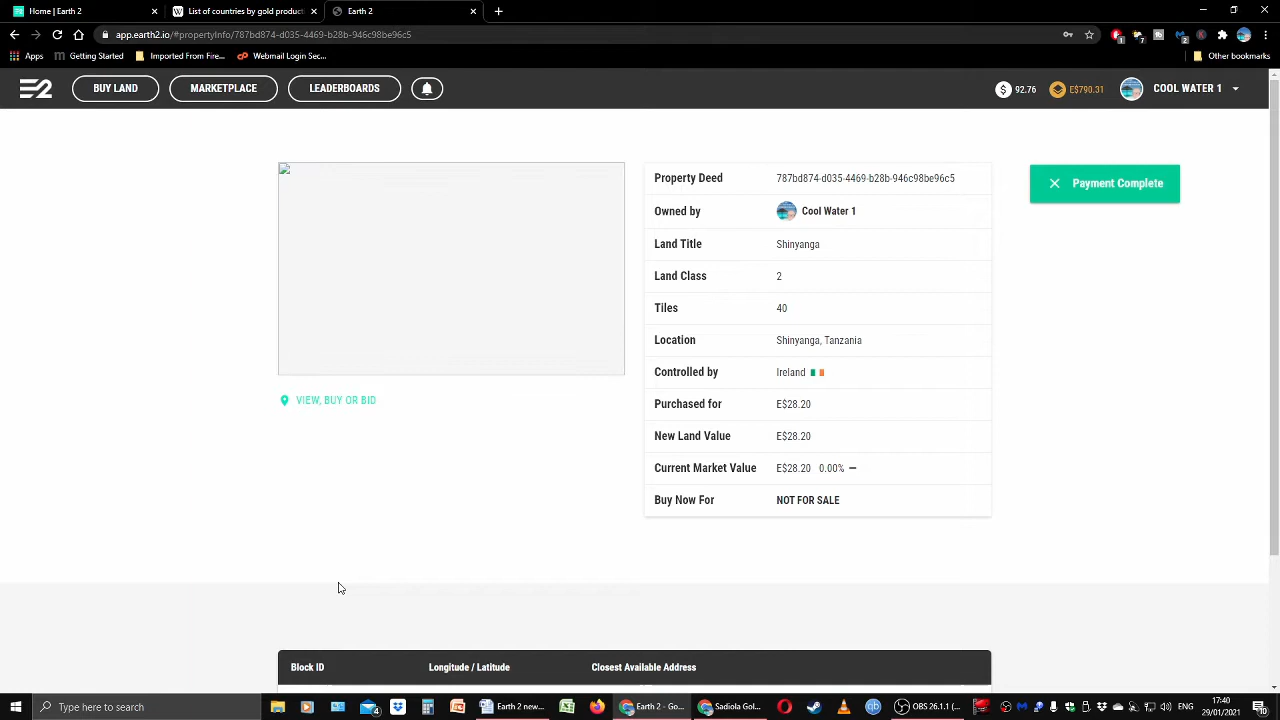 Home | Earth 2
List of countries by gold product
Earth 2
app.earth2.io/#propertyInfo/787bd874-d035-4469-b28b-946c98be96c5
Apps
Getting Started
Imported From Fire...
Webmail Login Sec...
Other bookmarks
BUY LAND
MARKETPLACE
LEADERBOARDS
92.76
E$790.31
COOL WATER 1
Payment Complete
Property Deed 787bd874-d035-4469-b28b-946c98be96c5
Owned by Cool Water 1
Land Title Shinyanga
Land Class 2
Tiles 40
Location Shinyanga, Tanzania
Controlled by Ireland
Purchased for E$28.20
New Land Value E$28.20
Current Market Value E$28.20 0.00%
Buy Now For NOT FOR SALE
VIEW, BUY OR BID
Block ID Longitude / Latitude Closest Available Address
Type here to search
Earth 2 new...
Earth 2 - Go...
Sadiola Gol...
OBS 26.1.1 (...
ENG
17:40
29/01/2021